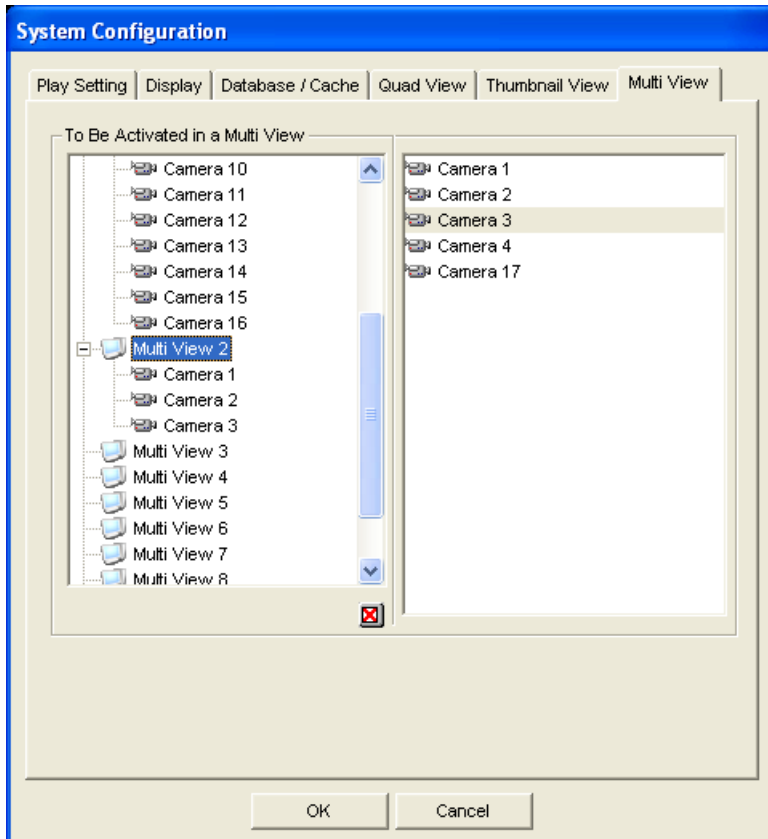 System Configuration
Play Setting Display Database / Cache Quad View Thumbnail View Multi View
To Be Activated in a Multi View
Camera 10
Camera 11
Camera 12
Camera 13
Camera 14
Camera 15
Camera 16
Multi View 2
Camera 1
Camera 2
Camera 3
Multi View 3
Multi View 4
Multi View 5
Multi View 6
Multi View 7
Multi View 8
Camera 1
Camera 2
Camera 3
Camera 4
Camera 17
OK Cancel